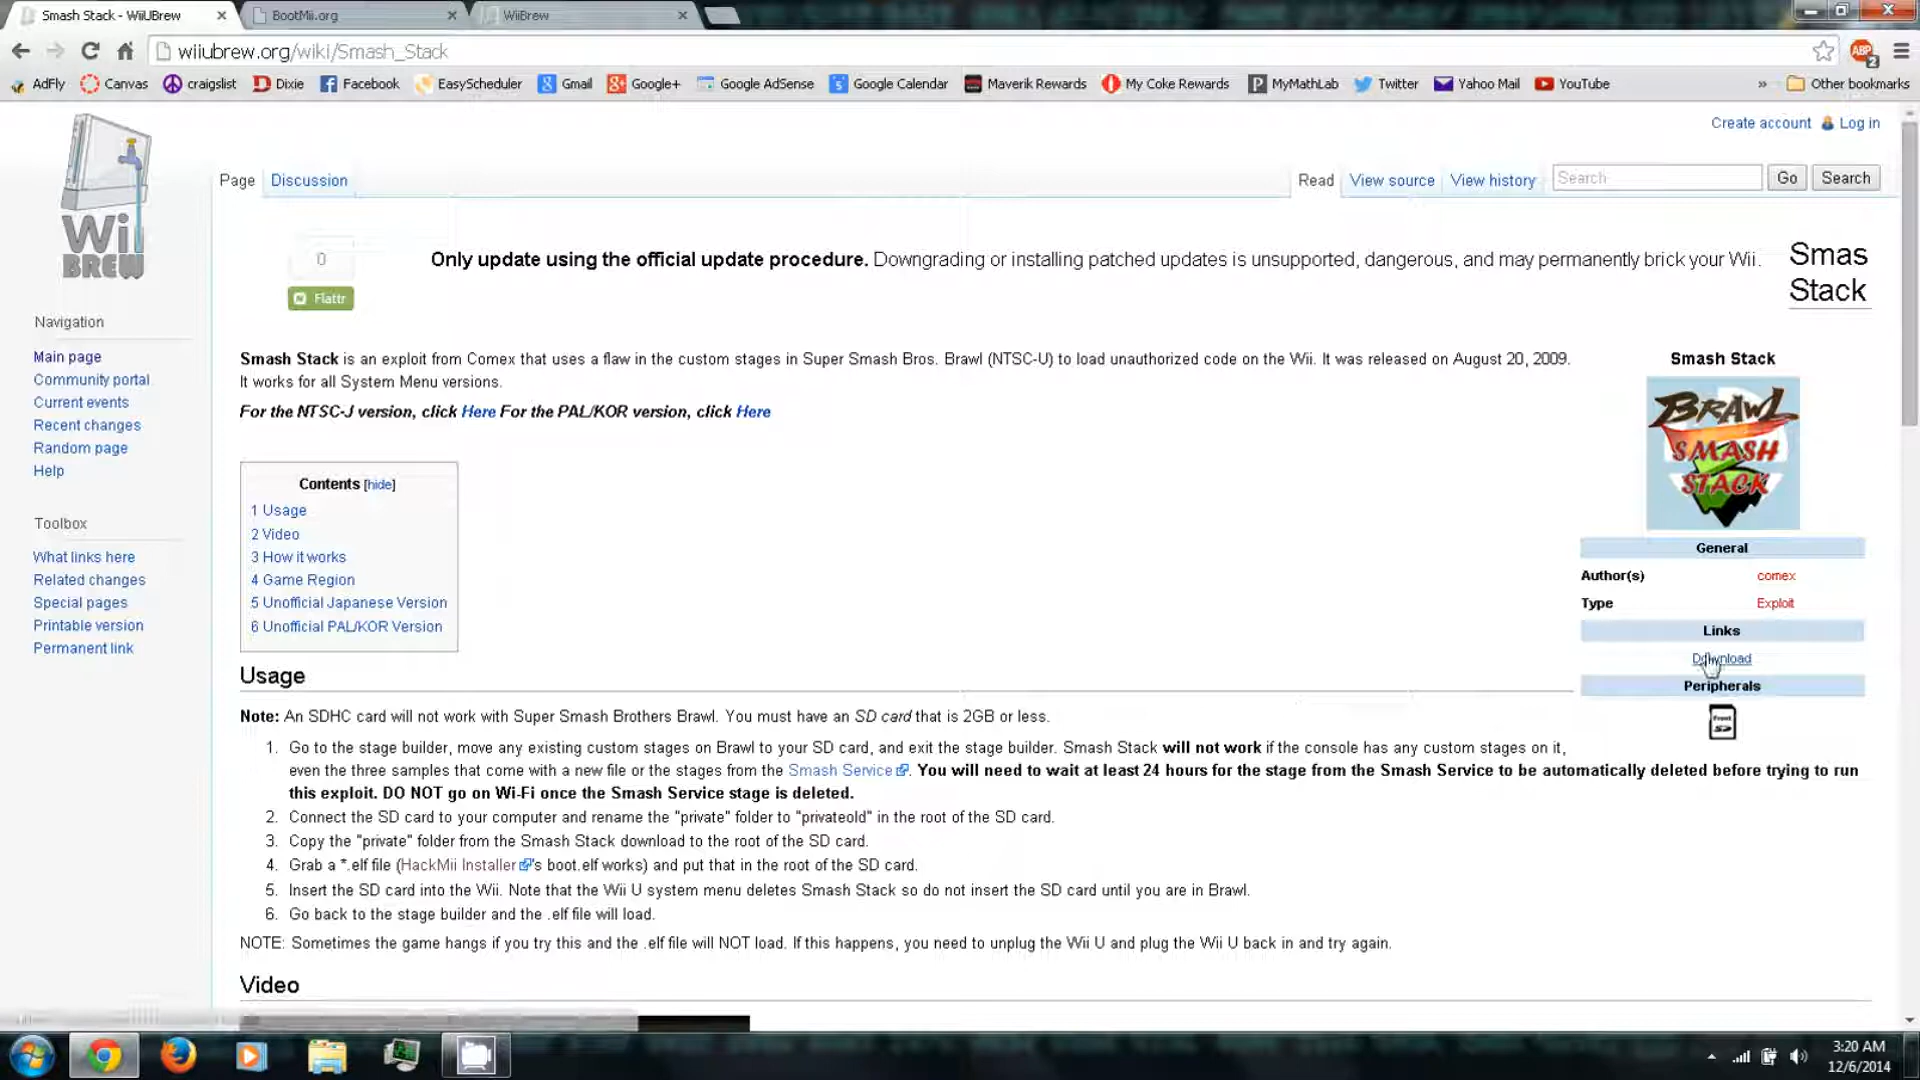 Smash Stack - WiiUBrew
BootMii.org
WiiBrew
wiiubrew.org/wiki/Smash_Stack
ABP 2
AdFly Canvas craigslist Dixie Facebook EasyScheduler Gmail Google+ Google AdSense Google Calendar Maverik Rewards My Coke Rewards MyMathLab Twitter Yahoo Mail YouTube » Other bookmarks
Create account Log in
Page Discussion Read View source View history Search Go Search
Wii
BREW
0
Flattr
Only update using the official update procedure. Downgrading or installing patched updates is unsupported, dangerous, and may permanently brick your Wii.
Smas
Stack
Navigation
Main page
Community portal
Current events
Recent changes
Random page
Help
Toolbox
What links here
Related changes
Special pages
Printable version
Permanent link
Smash Stack is an exploit from Comex that uses a flaw in the custom stages in Super Smash Bros. Brawl (NTSC-U) to load unauthorized code on the Wii. It was released on August 20, 2009.
It works for all System Menu versions.
For the NTSC-J version, click Here For the PAL/KOR version, click Here
Contents [hide]
1 Usage
2 Video
3 How it works
4 Game Region
5 Unofficial Japanese Version
6 Unofficial PAL/KOR Version
Smash Stack
BRAWL
SMASH
STACK
General
Author(s) comex
Type Exploit
Links
Download
Peripherals
Front
SD
Usage
Note: An SDHC card will not work with Super Smash Brothers Brawl. You must have an SD card that is 2GB or less.
1. Go to the stage builder, move any existing custom stages on Brawl to your SD card, and exit the stage builder. Smash Stack will not work if the console has any custom stages on it,
even the three samples that come with a new file or the stages from the Smash Service. You will need to wait at least 24 hours for the stage from the Smash Service to be automatically deleted before trying to run
this exploit. DO NOT go on Wi-Fi once the Smash Service stage is deleted.
2. Connect the SD card to your computer and rename the "private" folder to "privateold" in the root of the SD card.
3. Copy the "private" folder from the Smash Stack download to the root of the SD card.
4. Grab a *.elf file (HackMii Installer's boot.elf works) and put that in the root of the SD card.
5. Insert the SD card into the Wii. Note that the Wii U system menu deletes Smash Stack so do not insert the SD card until you are in Brawl.
6. Go back to the stage builder and the .elf file will load.
NOTE: Sometimes the game hangs if you try this and the .elf file will NOT load. If this happens, you need to unplug the Wii U and plug the Wii U back in and try again.
Video
3:20 AM
12/6/2014